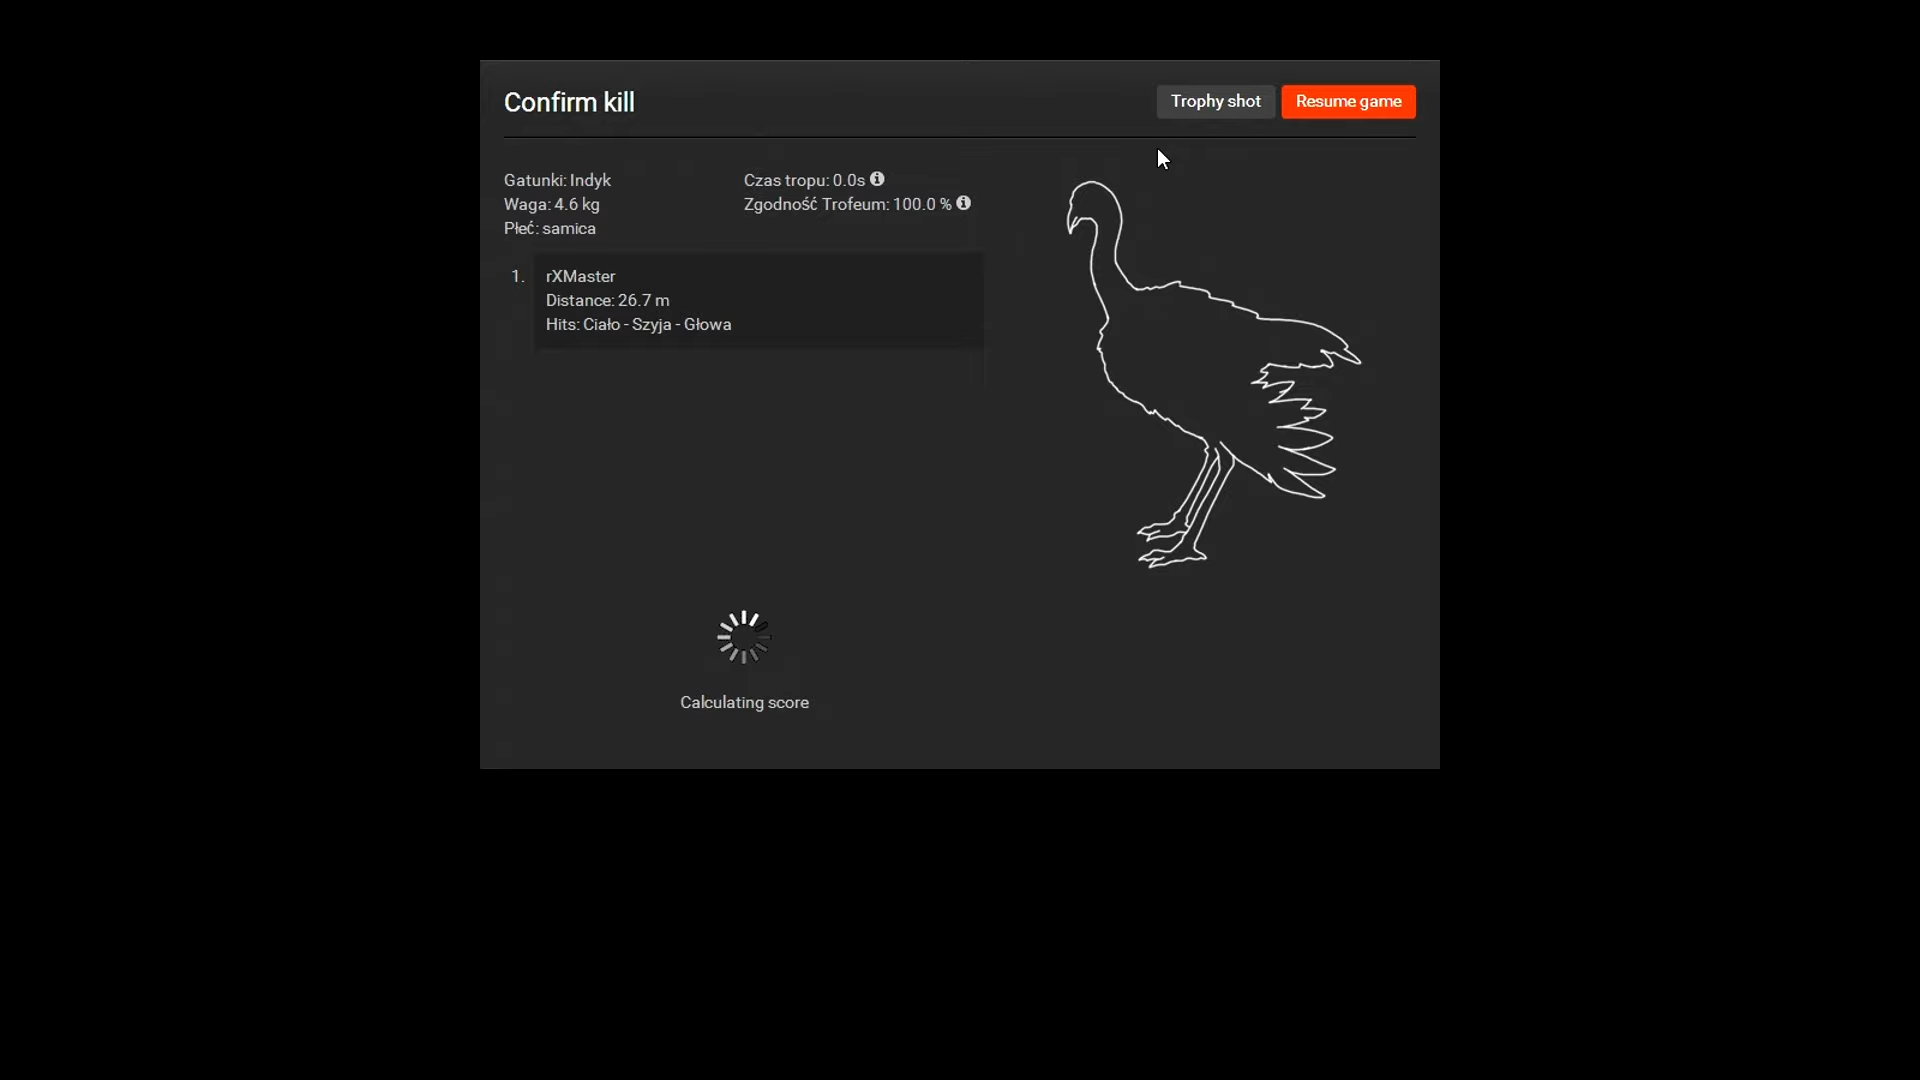 Confirm kill
Trophy shot
Resume game
Gatunki: Indyk
Waga: 4.6 kg
Płeć: samica
Czas tropu: 0.0s
Zgodność Trofeum: 100.0 %
1.
rXMaster
Distance: 26.7 m
Hits: Ciało - Szyja - Głowa
Calculating score